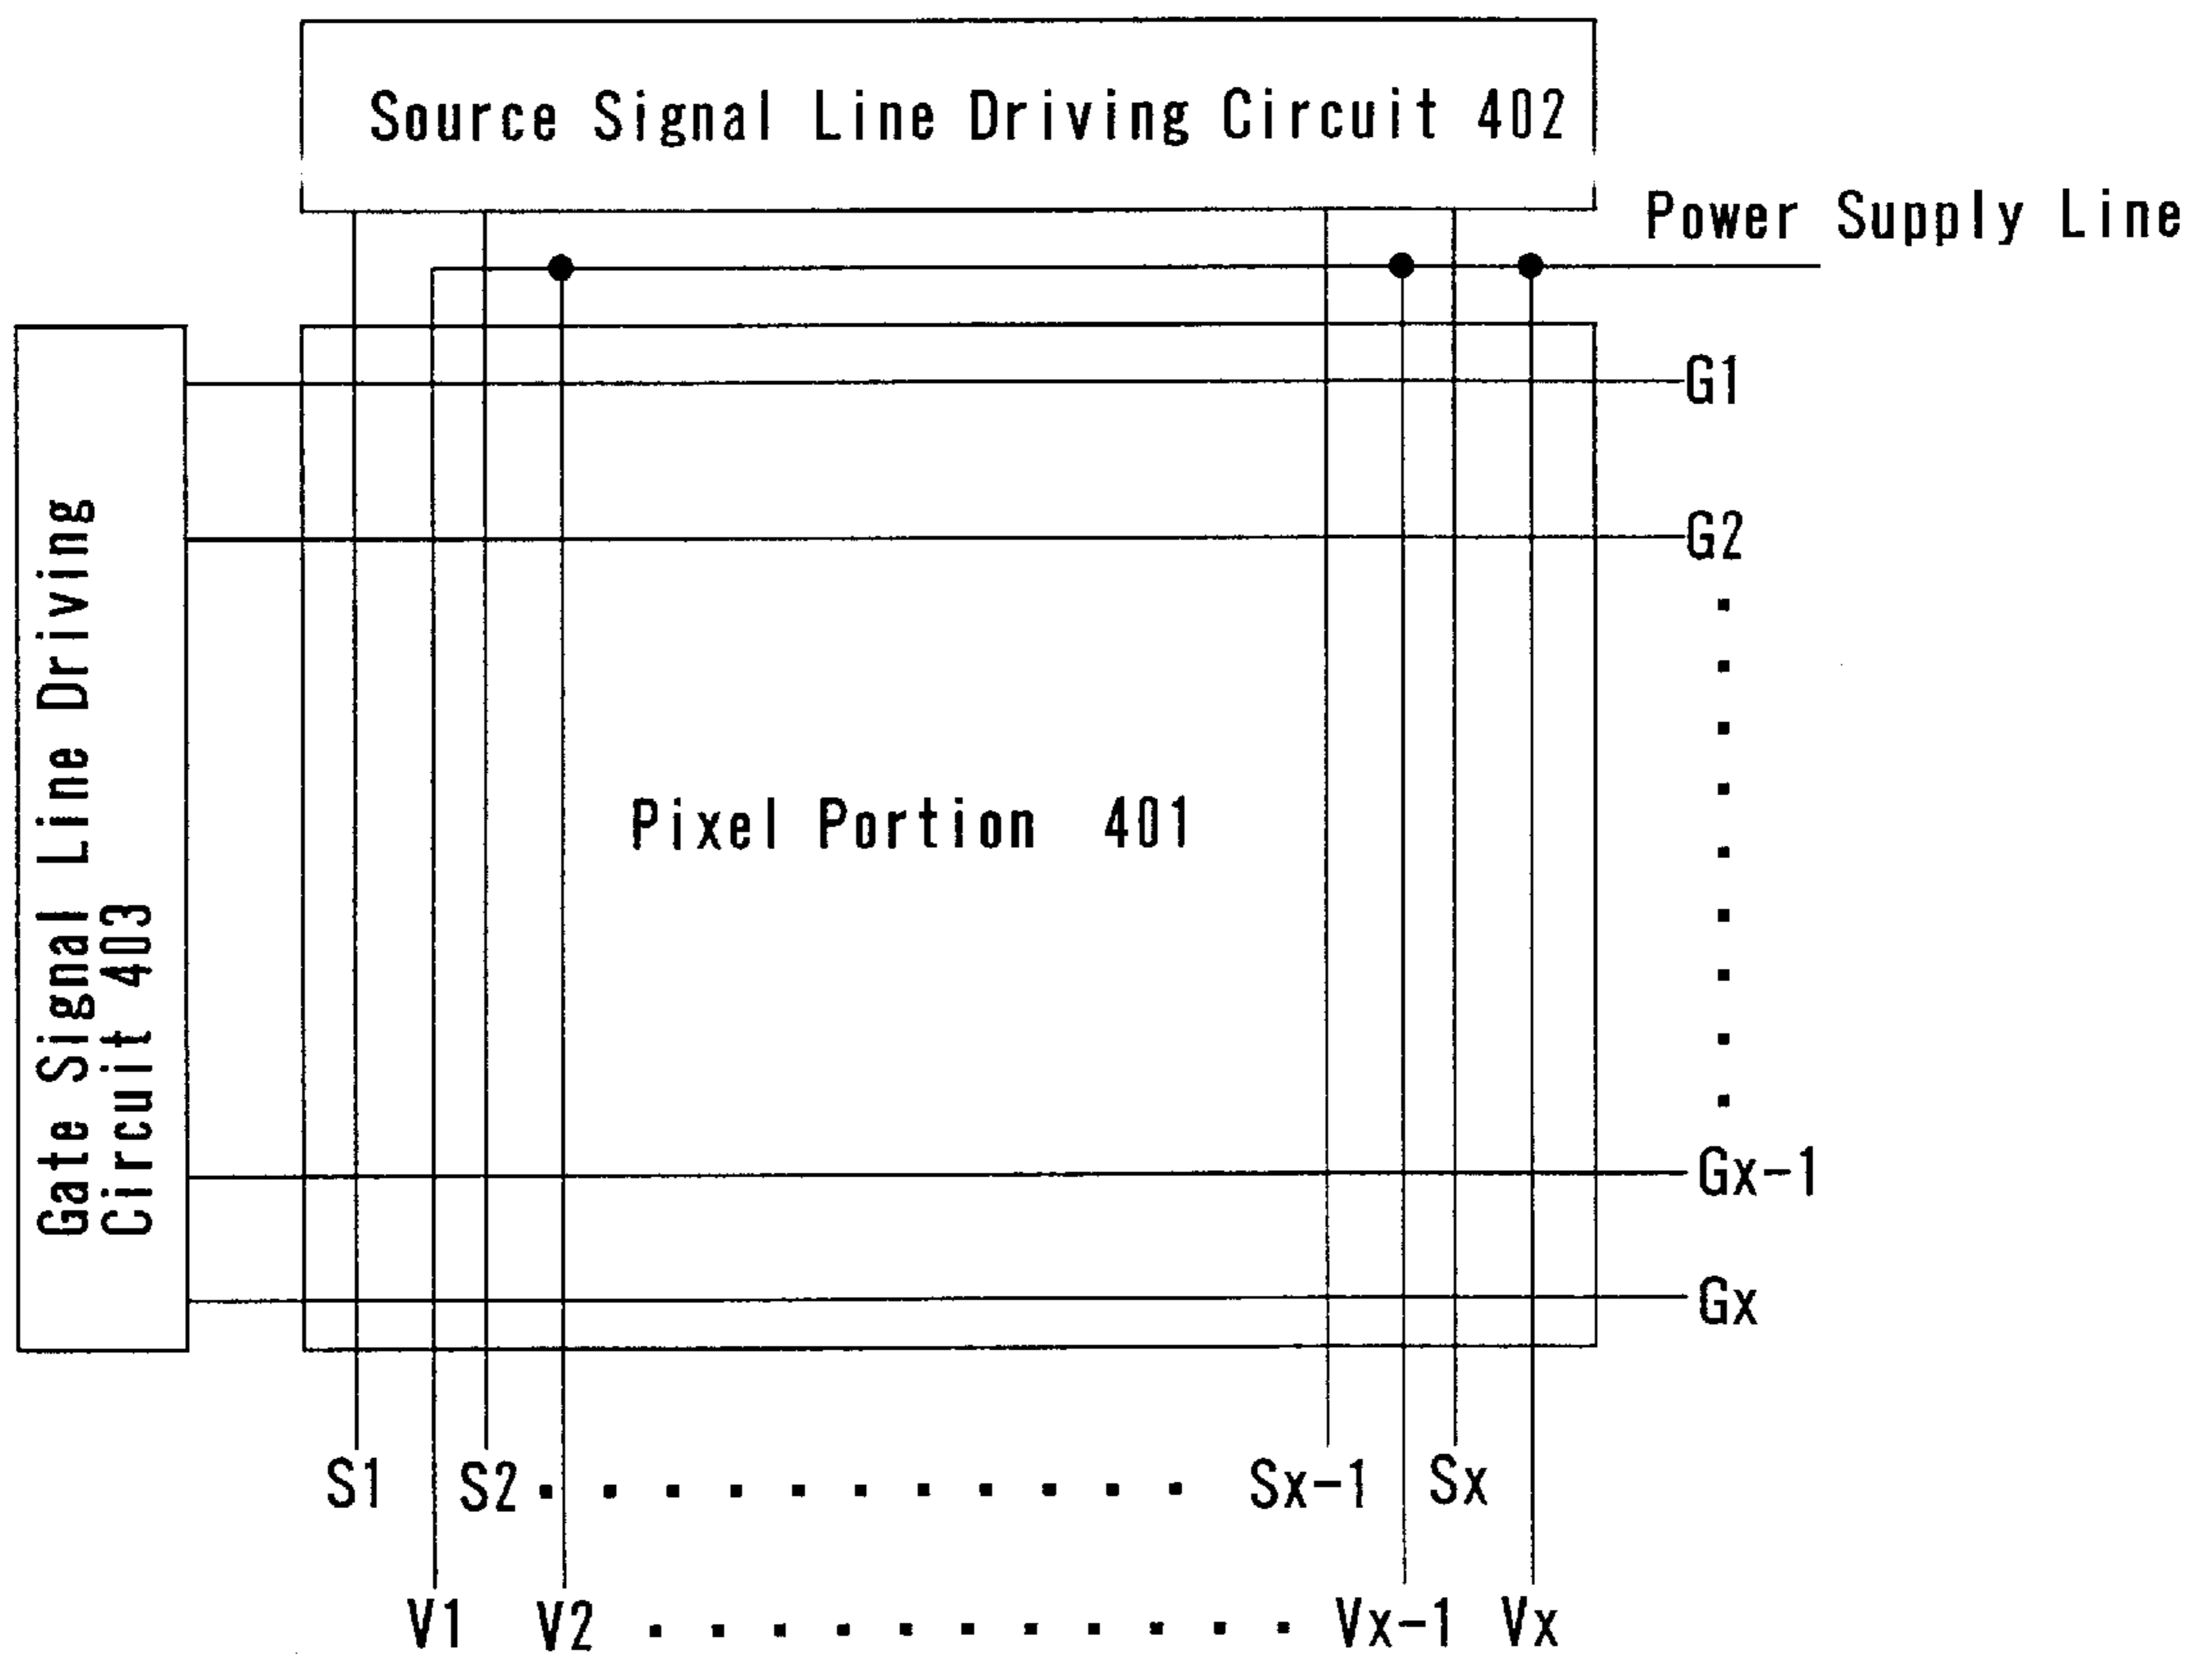 Source Signal Line Driving Circuit 402
Power Supply Line
G1
G2
Gate Signal Line Driving
Circuit 403
Pixel Portion 401
Gx-1
Gx
S1 S2 . . . . . . . . . . . Sx-1 Sx
V1 V2 . . . . . . . . . . . Vx-1 Vx